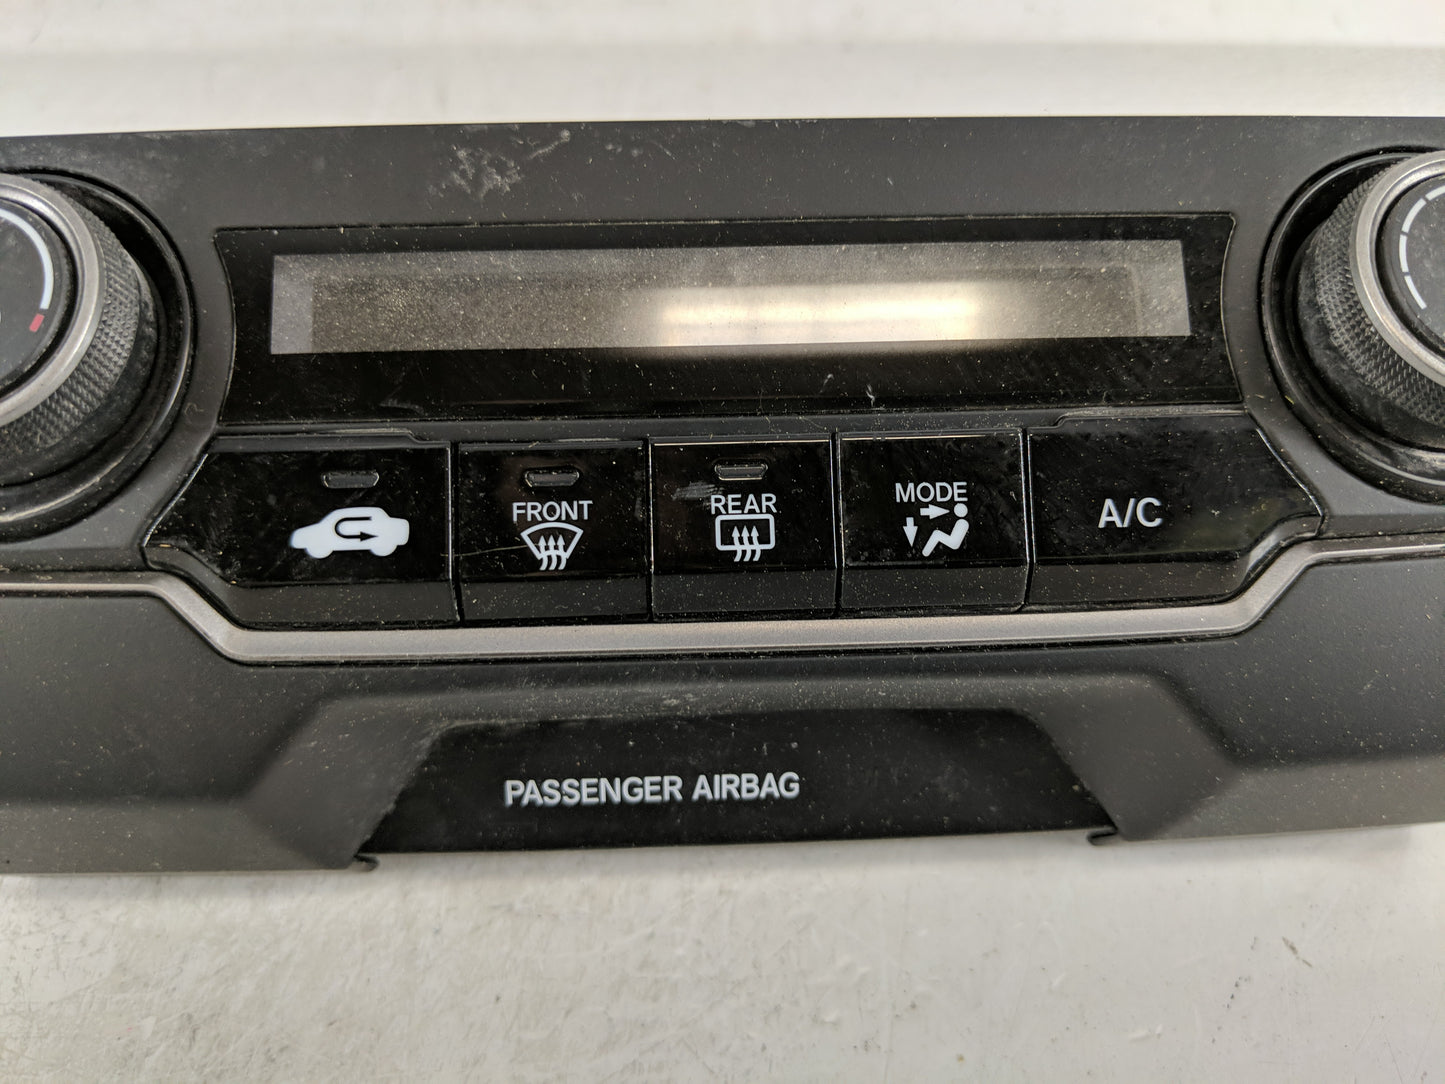 FRONT
REAR
MODE
A/C
PASSENGER AIRBAG